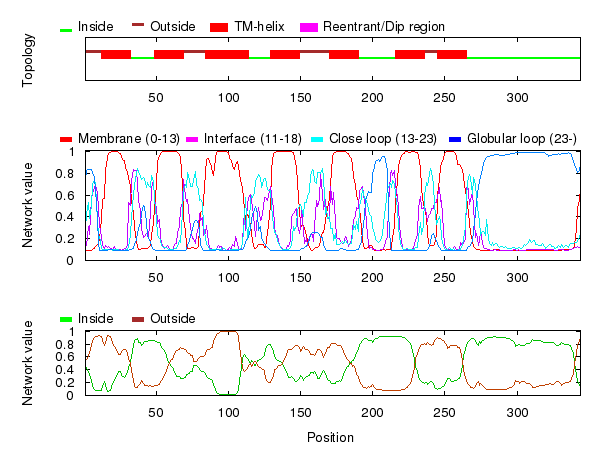 Inside Outside TM-helix Reentrant/Dip region
Topology
50 100 150 200 250 300
Membrane (0-13) Interface (11-18) Close loop (13-23) Globular loop (23-)
Network value
1
0.8
0.6
0.4
0.2
0
50 100 150 200 250 300
Inside Outside
Network value
1
0.8
0.6
0.4
0.2
0
50 100 150 200 250 300
Position